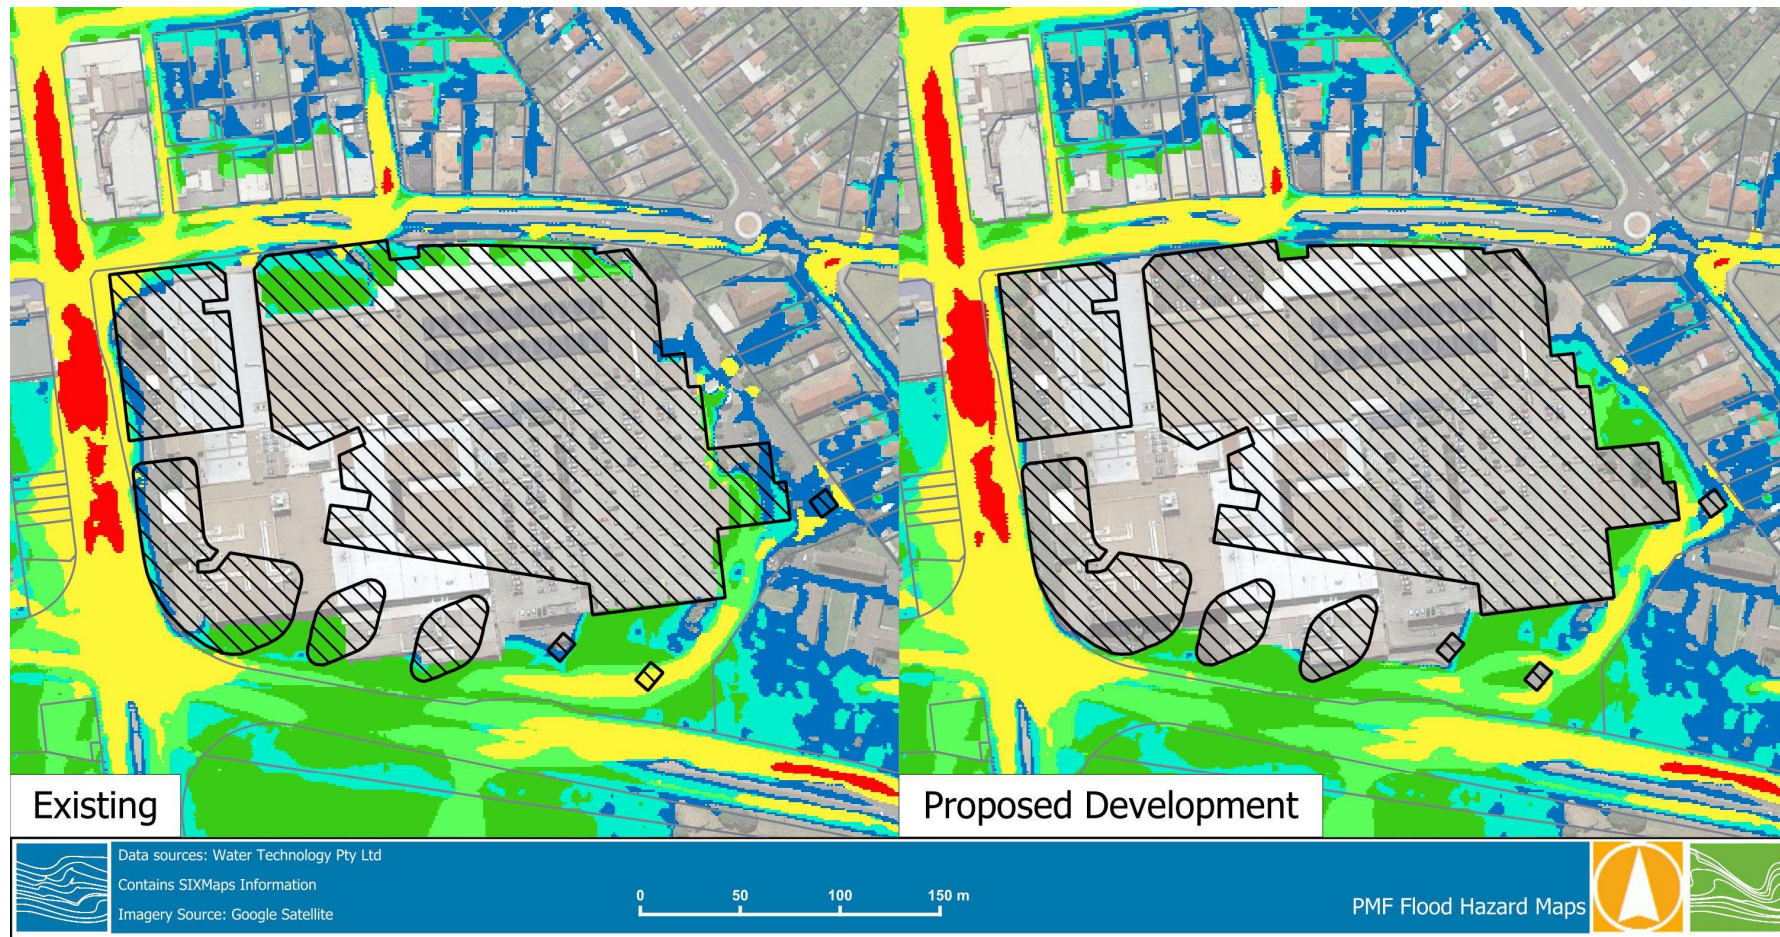 Existing
Proposed Development
Data sources: Water Technology Pty Ltd
Contains SIXMaps Information
Imagery Source: Google Satellite
0 50 100 150 m
PMF Flood Hazard Maps